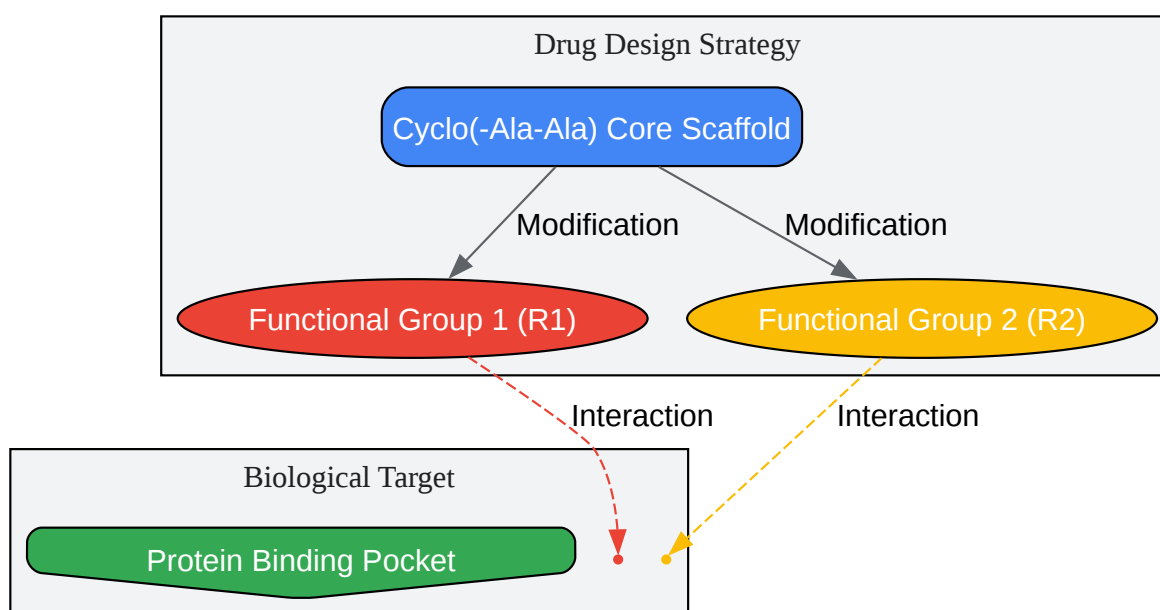 Drug Design Strategy
Cyclo(-Ala-Ala) Core Scaffold
Modification
Modification
Functional Group 1 (R1)
Functional Group 2 (R2)
Interaction
Interaction
Biological Target
Protein Binding Pocket